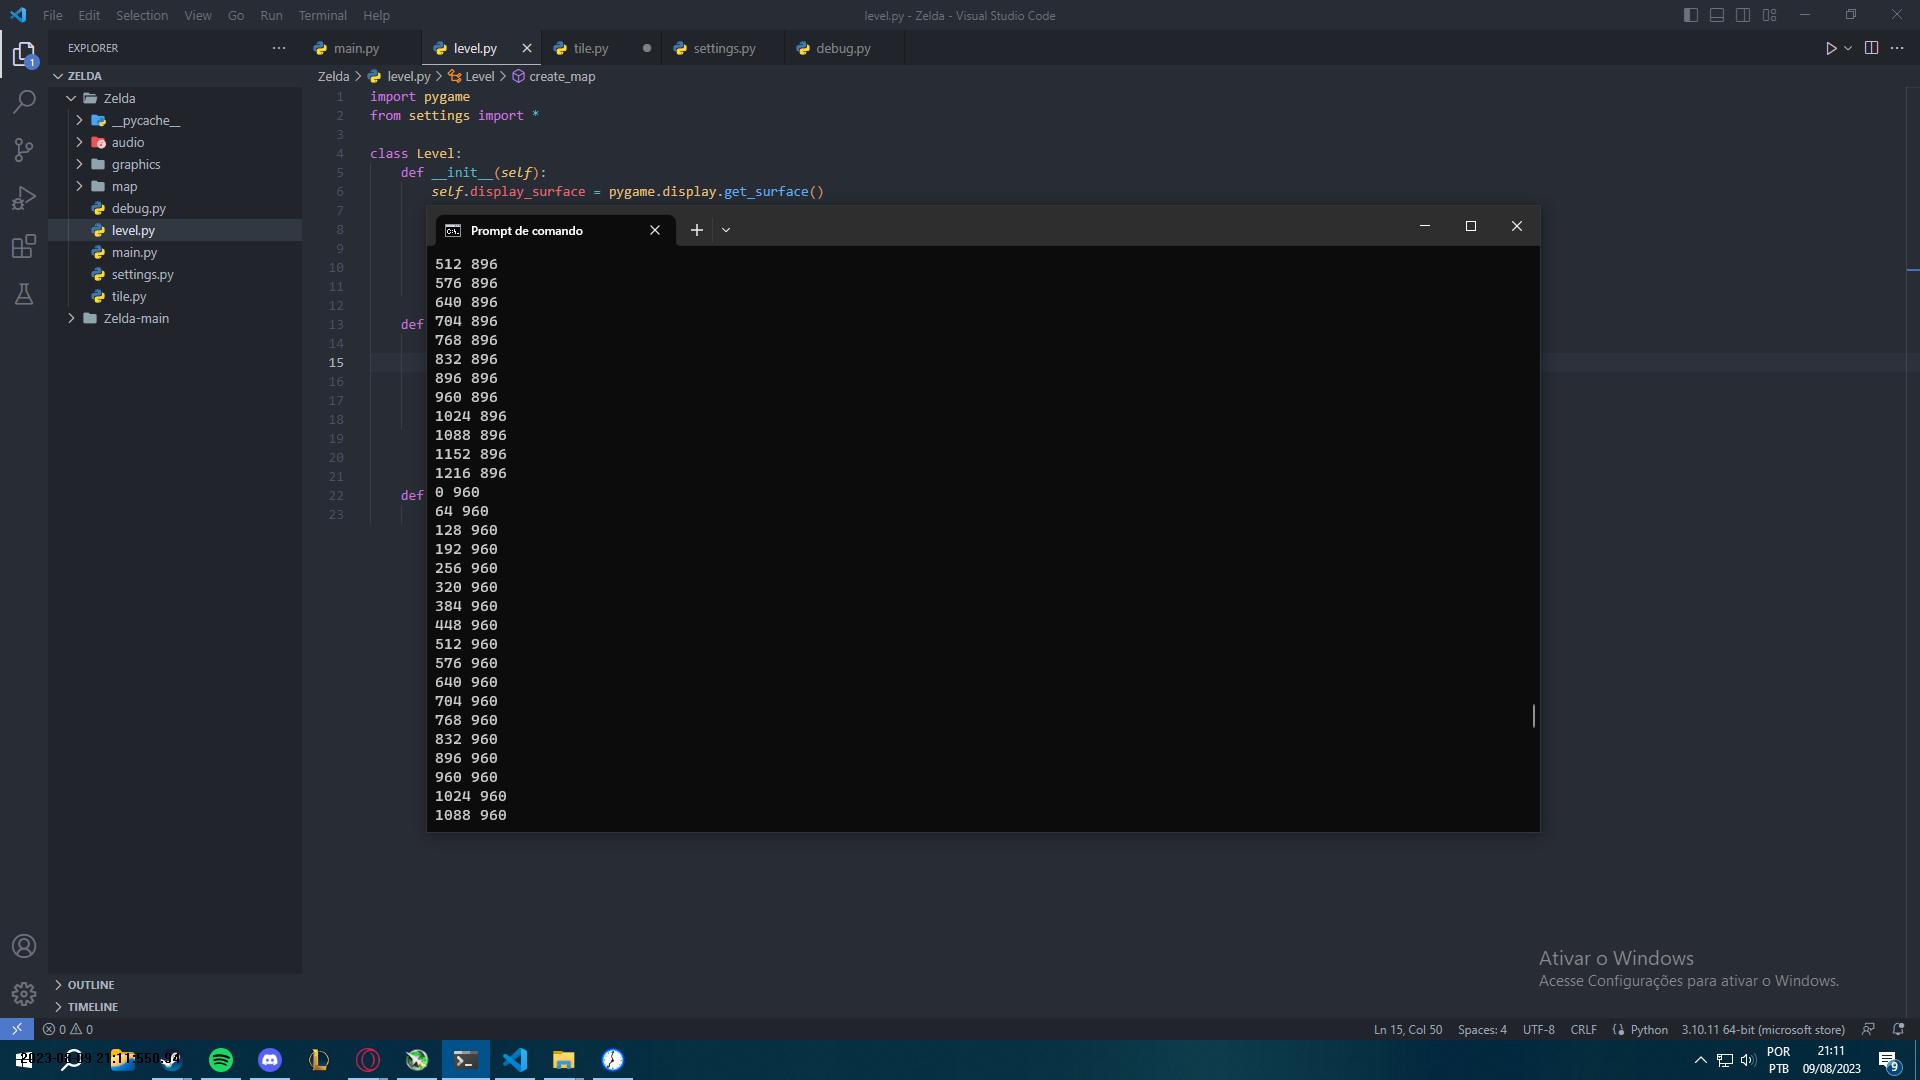 File Edit Selection View Go Run Terminal Help
level.py - Zelda - Visual Studio Code
EXPLORER
main.py
level.py
tile.py
settings.py
debug.py
1
ZELDA
Zelda
__pycache__
audio
graphics
map
debug.py
level.py
main.py
settings.py
tile.py
Zelda-main
OUTLINE
TIMELINE
Zelda > level.py > Level > create_map
1 import pygame
2 from settings import *
3
4 class Level:
5 def __init__(self):
6 self.display_surface = pygame.display.get_surface()
7
8
9
10
11
12
13 def
14
15
16
17
18
19
20
21
22 def
23
Prompt de comando
512 896
576 896
640 896
704 896
768 896
832 896
896 896
960 896
1024 896
1088 896
1152 896
1216 896
0 960
64 960
128 960
192 960
256 960
320 960
384 960
448 960
512 960
576 960
640 960
704 960
768 960
832 960
896 960
960 960
1024 960
1088 960
Ativar o Windows
Acesse Configurações para ativar o Windows.
0 0
Ln 15, Col 50 Spaces: 4 UTF-8 CRLF Python 3.10.11 64-bit (microsoft store)
POR
PTB
21:11
09/08/2023
9